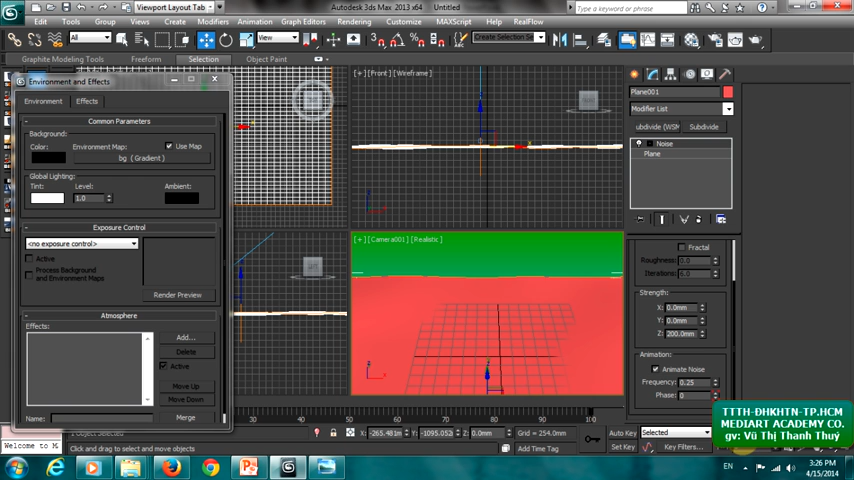 Viewport Layout Tab
Autodesk 3ds Max 2013 x64
Untitled
Type a keyword or phrase
Edit Tools Group Views Create Modifiers Animation Graph Editors Rendering Customize MAXScript Help RealFlow
All
View
Create Selection Se
Graphite Modeling Tools Freeform Selection Object Paint
Environment and Effects
Environment Effects
Common Parameters
Background:
Color: Environment Map: Use Map
bg (Gradient)
Global Lighting:
Tint: Level: Ambient:
1.0
Exposure Control
<no exposure control>
Active
Process Background
and Environment Maps
Render Preview
Atmosphere
Effects:
Add...
Delete
Active
Move Up
Move Down
Name:
Merge
[+] [Front] [Wireframe]
[+] [Camera001] [Realistic]
Plane001
Modifier List
ubdivide (WSM
Subdivide
Noise
Plane
Fractal
Roughness: 0.0
Iterations: 6.0
Strength:
X: 0.0mm
Y: 0.0mm
Z: 200.0mm
Animation:
Animate Noise
Frequency: 0.25
Phase: 0
30 40 50 60 70 80 90 100
1 Object Selected
X: -265.481m Y: -1095.052m Z: 0.0mm Grid = 254.0mm
Auto Key Selected
Welcome to M
Click and drag to select and move objects
Add Time Tag
Set Key Key Filters...
TTTH-ĐHKHTN-TP.HCM
MEDIART ACADEMY CO.
gv: Vũ Thị Thanh Thuý
EN
3:26 PM
4/15/2014